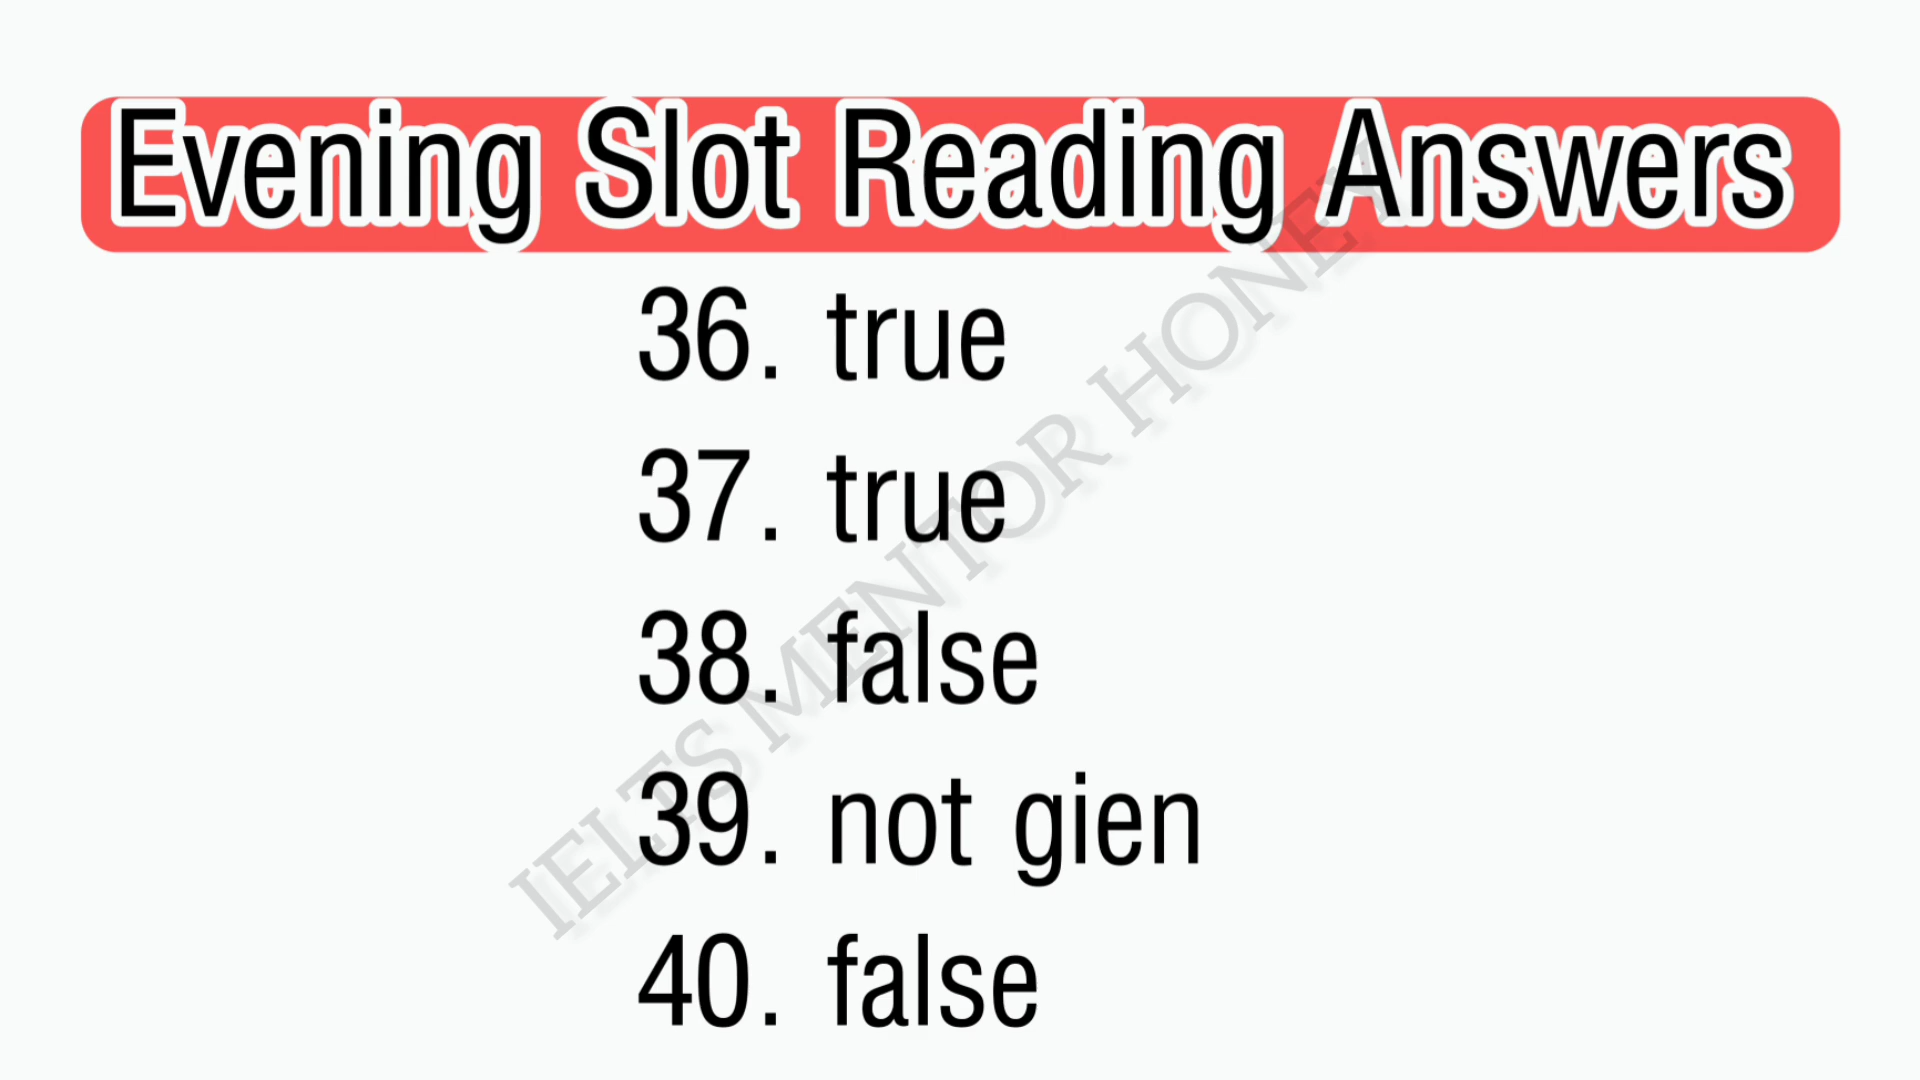 Evening Slot Reading Answers
36. true
37. true
38. false
39. not gien
40. false
IELTS MENTOR HONEY